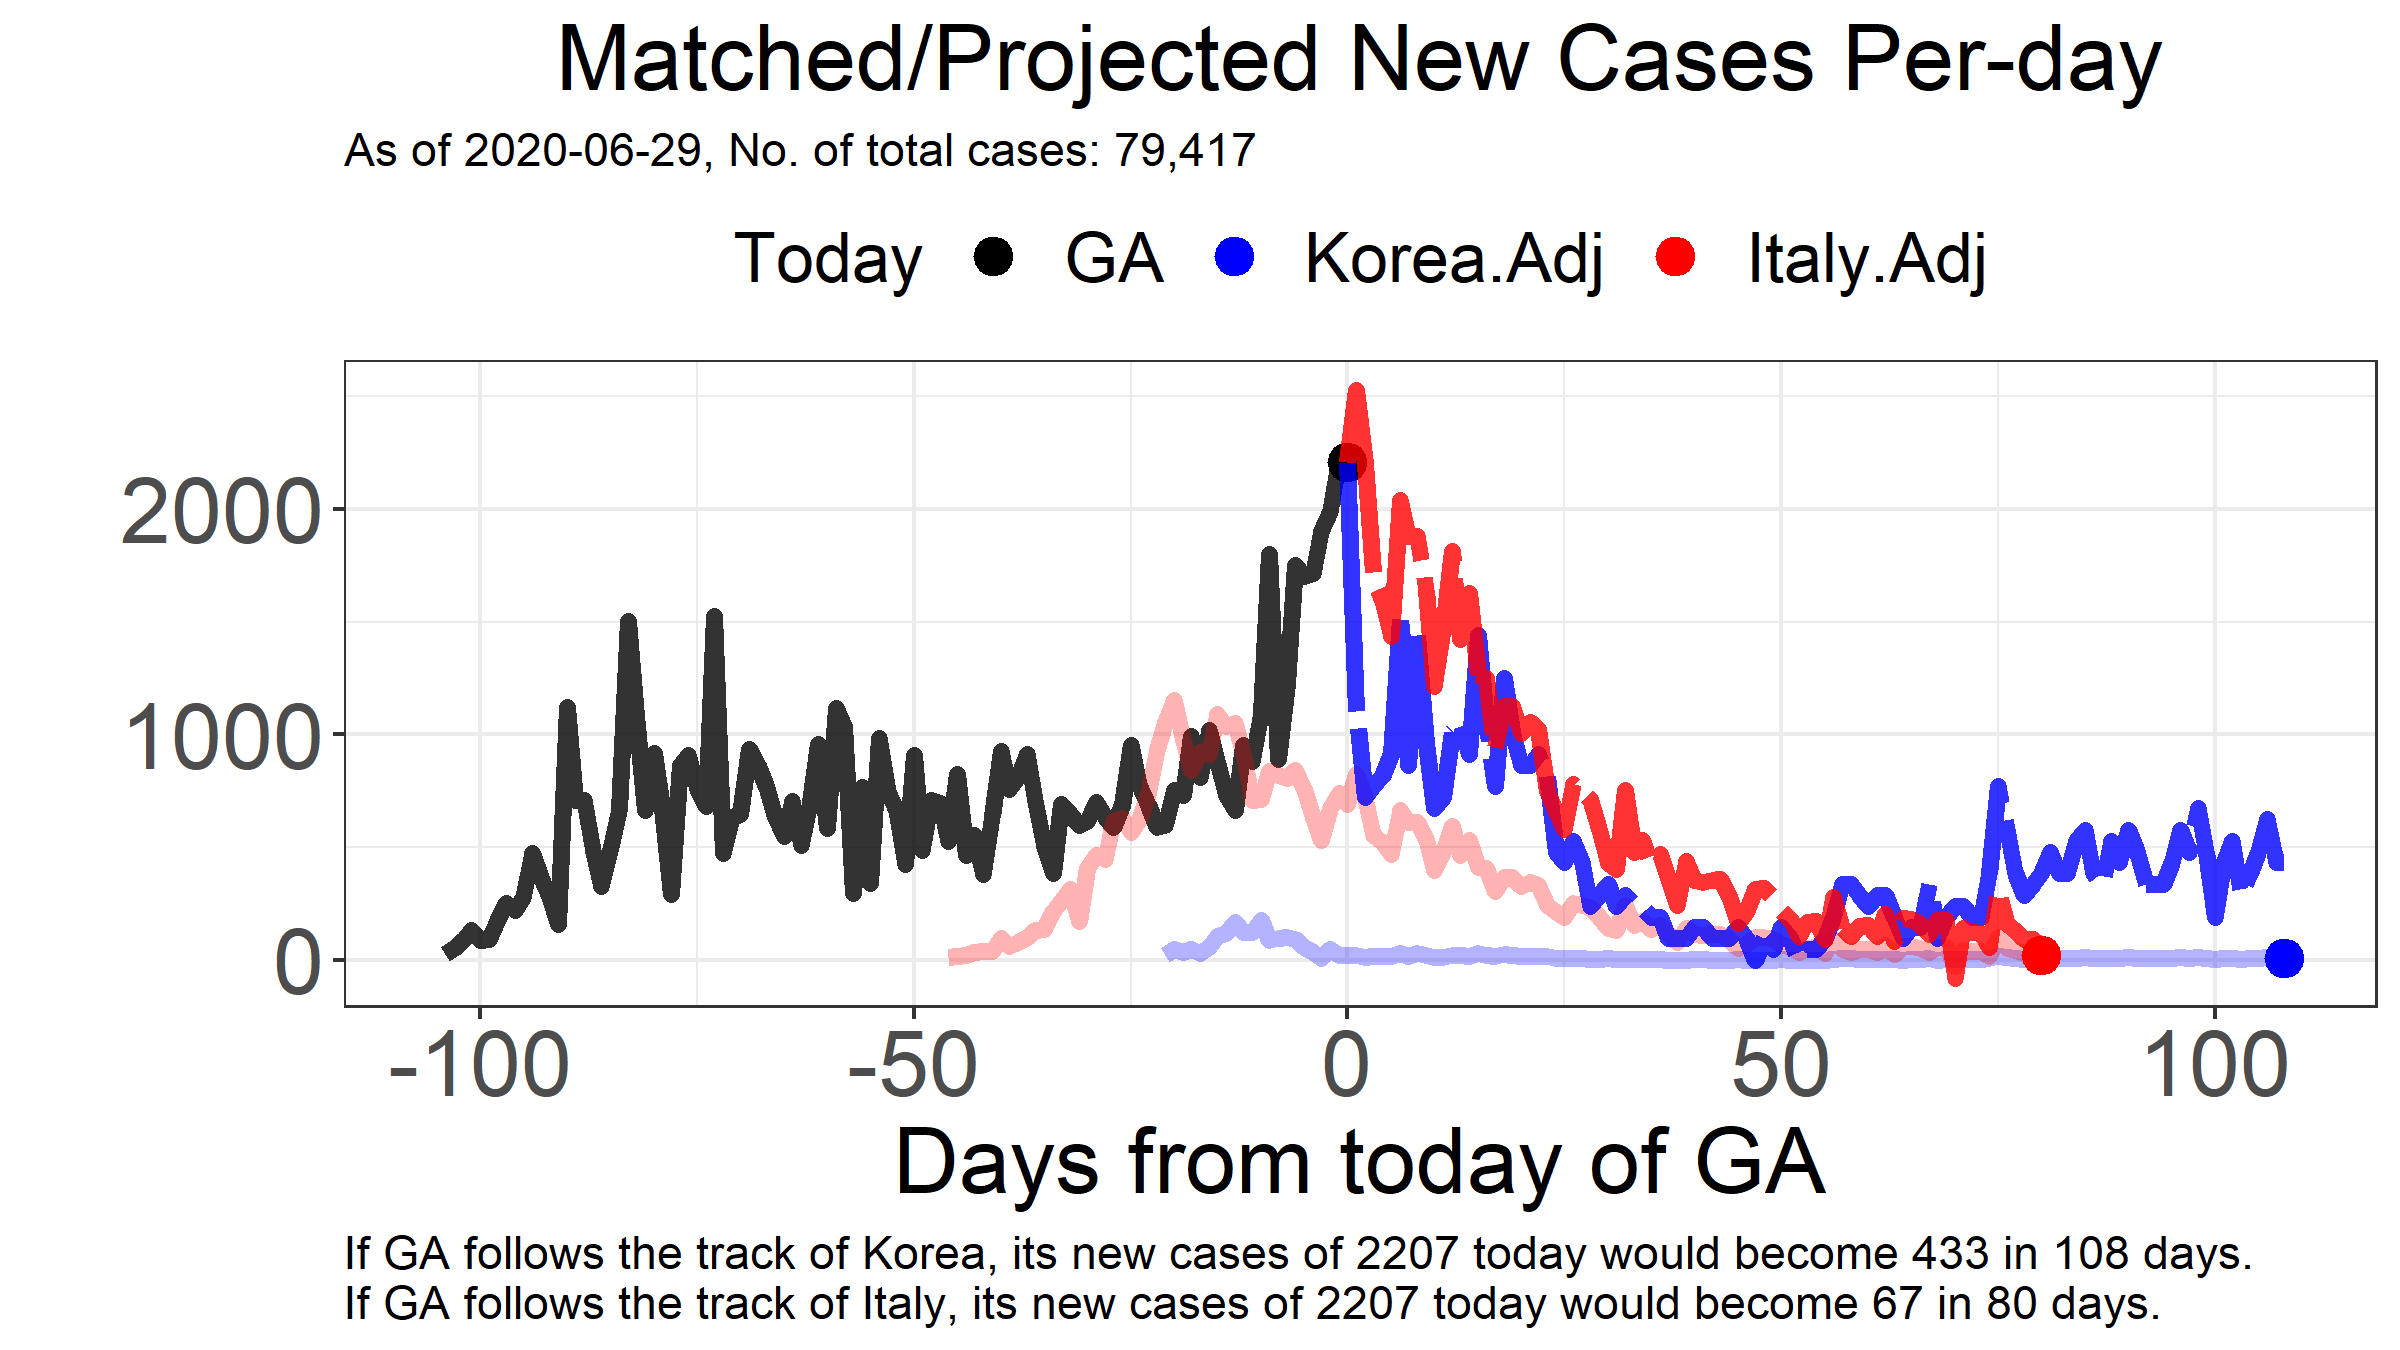 Matched/Projected New Cases Per-day
As of 2020-06-29, No. of total cases: 79,417
Today GA Korea.Adj Italy.Adj
2000
1000
0
-100 -50 0 50 100
Days from today of GA
If GA follows the track of Korea, its new cases of 2207 today would become 433 in 108 days.
If GA follows the track of Italy, its new cases of 2207 today would become 67 in 80 days.